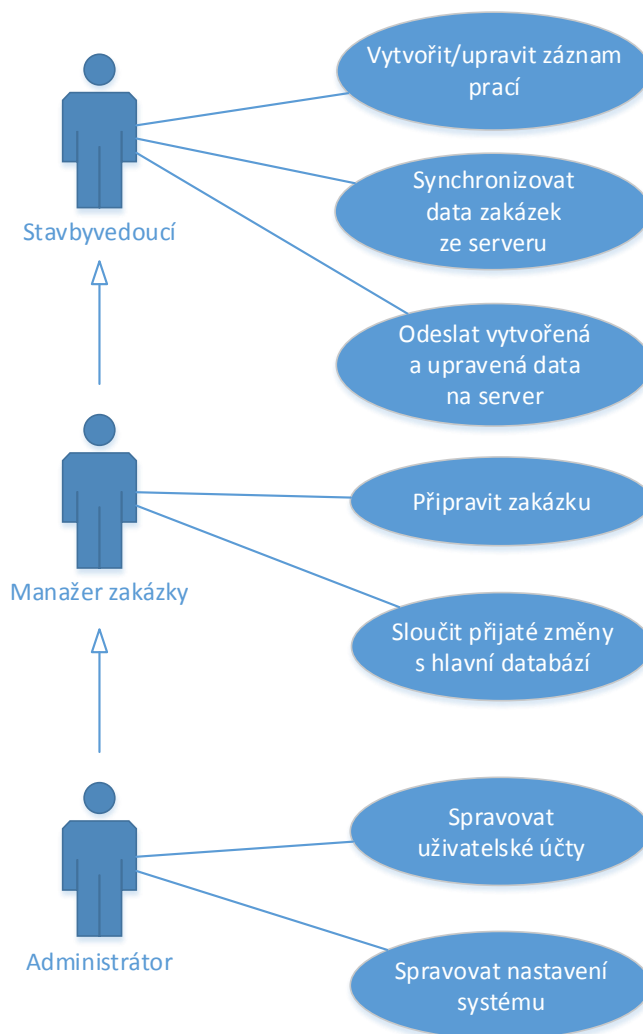 Vytvořit/upravit záznam
prací
Synchronizovat
data zakázek
ze serveru
Stavbyvedoucí
Odeslat vytvořená
a upravená data
na server
Připravit zakázku
Manažer zakázky
Sloučit přijaté změny
s hlavní databází
Spravovat
uživatelské účty
Administrátor
Spravovat nastavení
systému